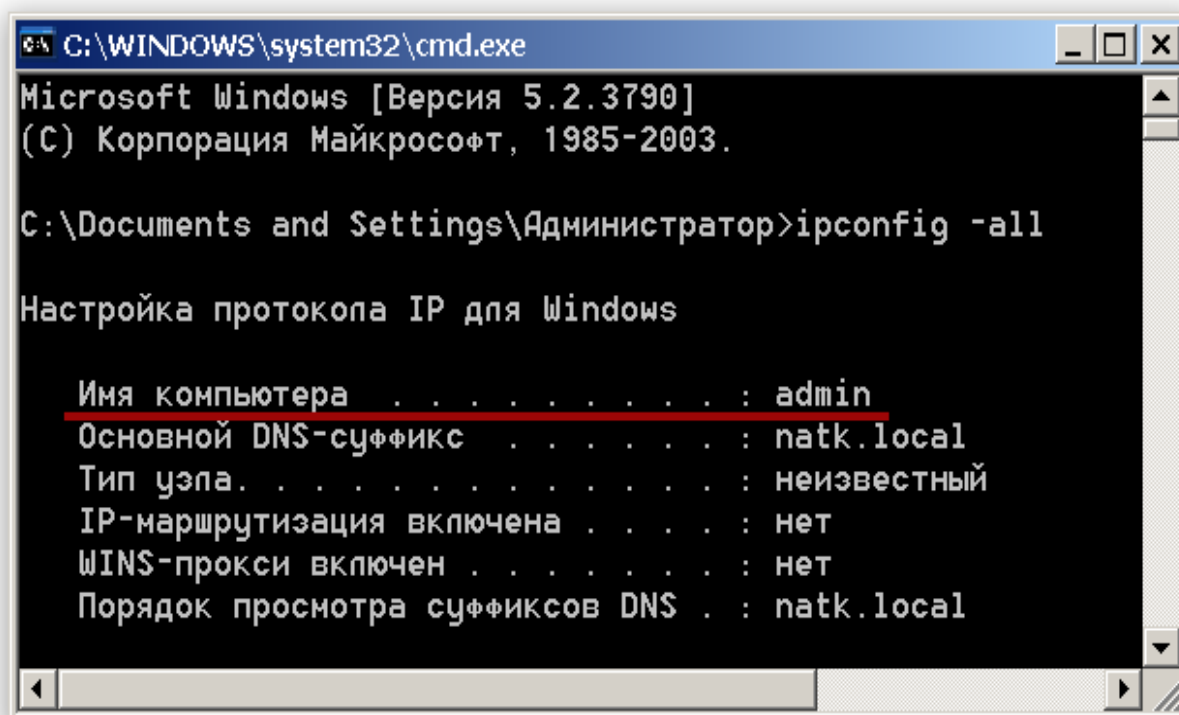 C:\WINDOWS\system32\cmd.exe
Microsoft Windows [Версия 5.2.3790]
(C) Корпорация Майкрософт, 1985-2003.
C:\Documents and Settings\Администратор>ipconfig -all
Настройка протокола IP для Windows
Имя компьютера . . . . . . . . . : admin
Основной DNS-суффикс . . . . . . : natk.local
Тип узла. . . . . . . . . . . . . : неизвестный
IP-маршрутизация включена . . . . : нет
WINS-прокси включен . . . . . . . : нет
Порядок просмотра суффиксов DNS . : natk.local